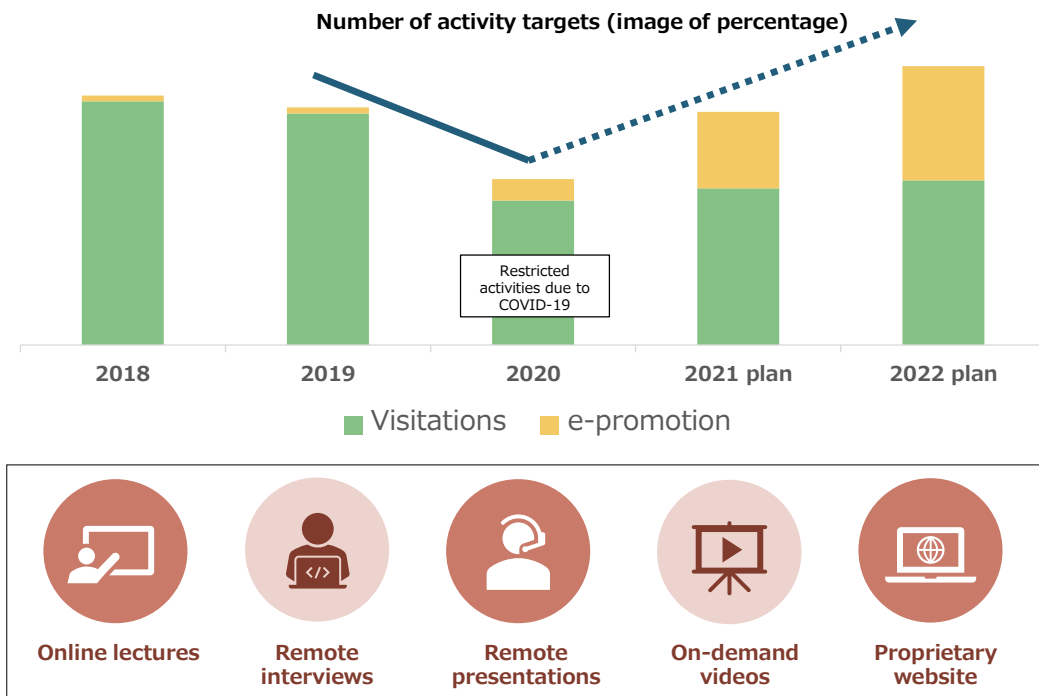 Number of activity targets (image of percentage)
Restricted
activities due to
COVID-19
2018
2019
2020
2021 plan
2022 plan
Visitations
e-promotion
</>
Online lectures
Remote
interviews
Remote
presentations
On-demand
videos
Proprietary
website